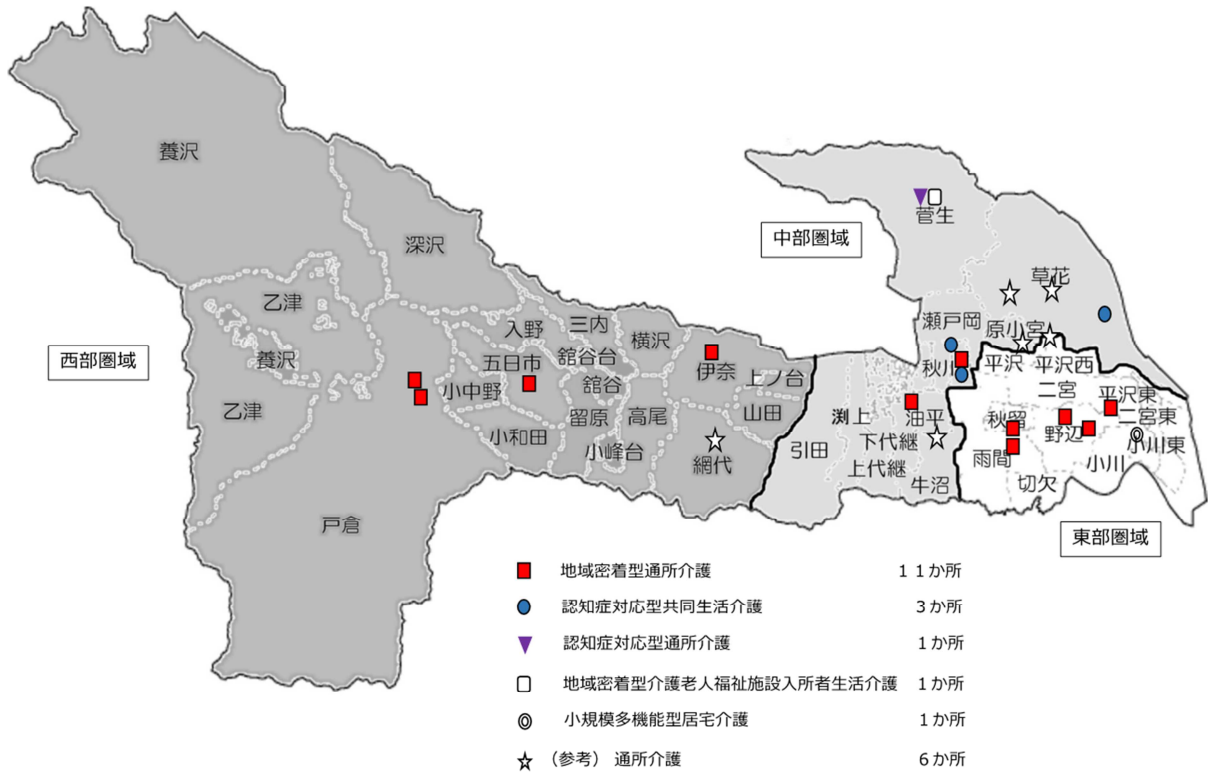 養沢
深沢
乙津
養沢
乙津
西部圏域
入野
三内
横沢
五日市
舘谷台
伊奈
小中野
舘谷
上ノ台
留原
高尾
山田
小和田
小峰台
網代
戸倉
中部圏域
菅生
草花
瀬戸岡
原小宮
秋川
平沢
平沢西
二宮
平沢東
二宮東
渕上
油平
秋留
野辺
小川東
引田
下代継
雨間
小川
上代継
牛沼
切欠
東部圏域
地域密着型通所介護 11か所
認知症対応型共同生活介護 3か所
認知症対応型通所介護 1か所
地域密着型介護老人福祉施設入所者生活介護 1か所
小規模多機能型居宅介護 1か所
(参考) 通所介護 6か所